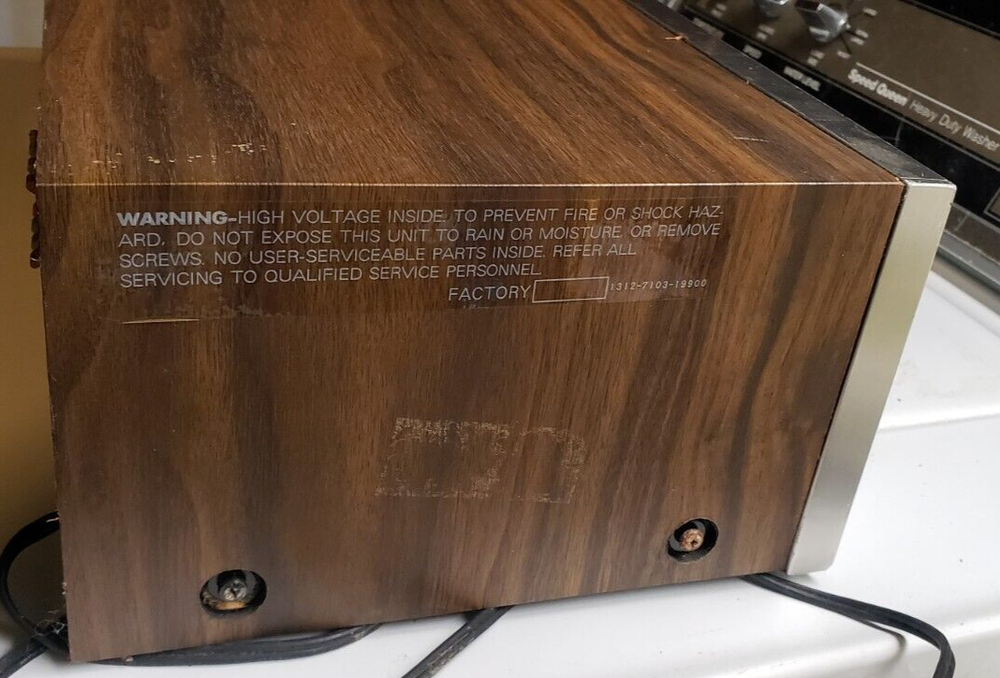 Speed Queen Heavy Duty Washer
WATER LEVEL
WARNING-HIGH VOLTAGE INSIDE. TO PREVENT FIRE OR SHOCK HAZ-
ARD, DO NOT EXPOSE THIS UNIT TO RAIN OR MOISTURE, OR REMOVE
SCREWS. NO USER-SERVICEABLE PARTS INSIDE. REFER ALL
SERVICING TO QUALIFIED SERVICE PERSONNEL.
FACTORY 1312-7103-19900